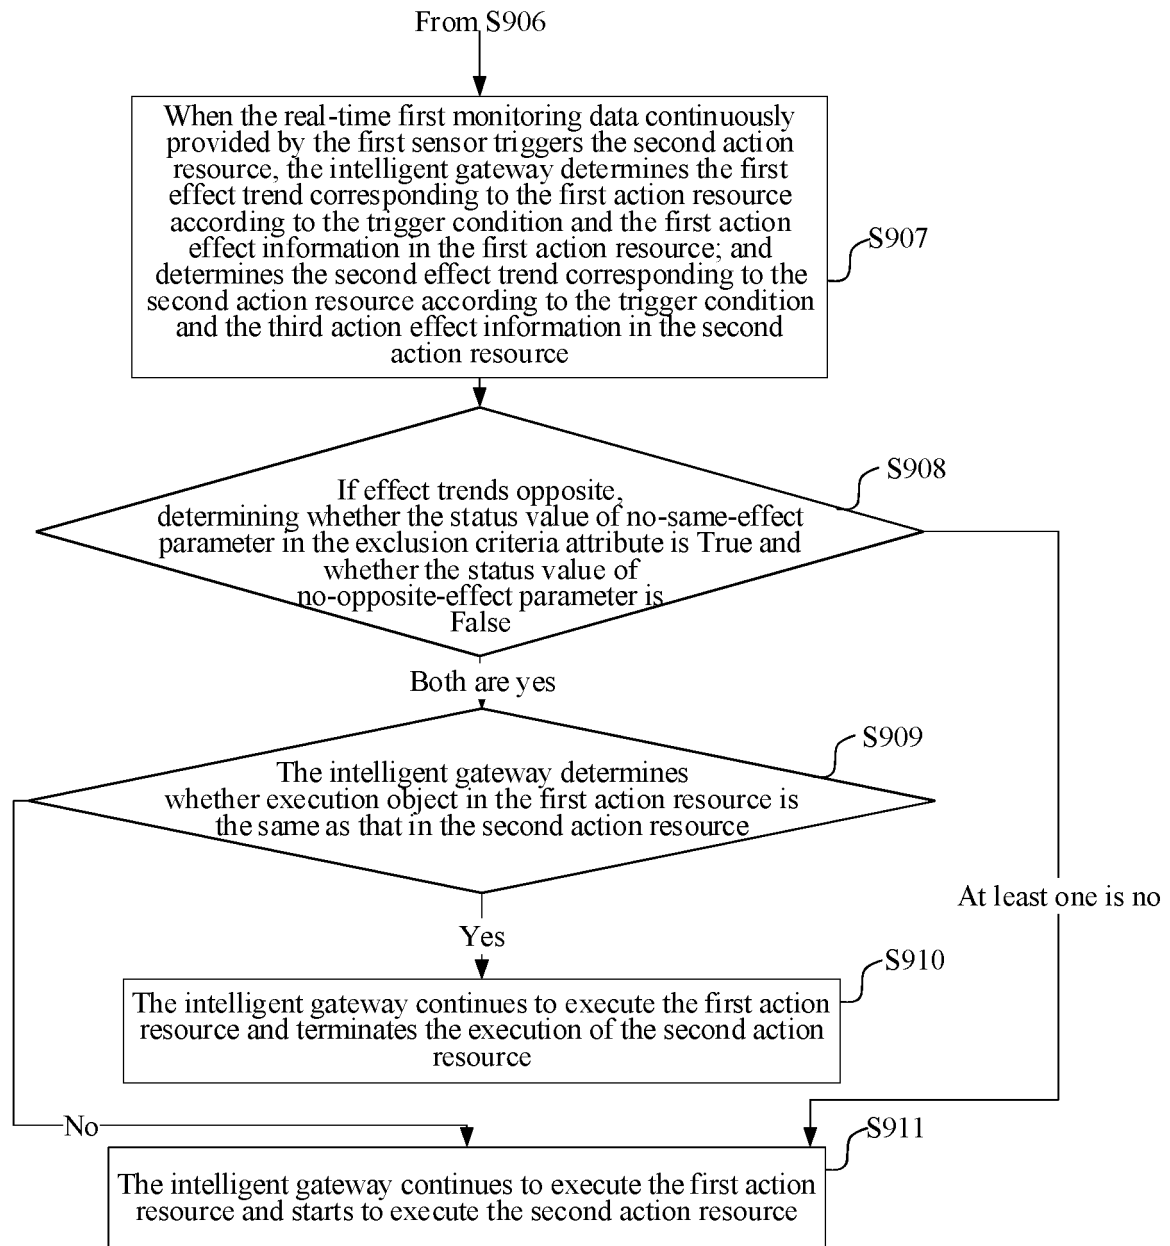 From S906
When the real-time first monitoring data continuously
provided by the first sensor triggers the second action
resource, the intelligent gateway determines the first
effect trend corresponding to the first action resource
according to the trigger condition and the first action
effect information in the first action resource; and
determines the second effect trend corresponding to the
second action resource according to the trigger condition
and the third action effect information in the second
action resource
S907
If effect trends opposite,
determining whether the status value of no-same-effect
parameter in the exclusion criteria attribute is True and
whether the status value of
no-opposite-effect parameter is
False
S908
Both are yes
The intelligent gateway determines
whether execution object in the first action resource is
the same as that in the second action resource
S909
At least one is no
Yes
The intelligent gateway continues to execute the first action
resource and terminates the execution of the second action
resource
S910
No
The intelligent gateway continues to execute the first action
resource and starts to execute the second action resource
S911